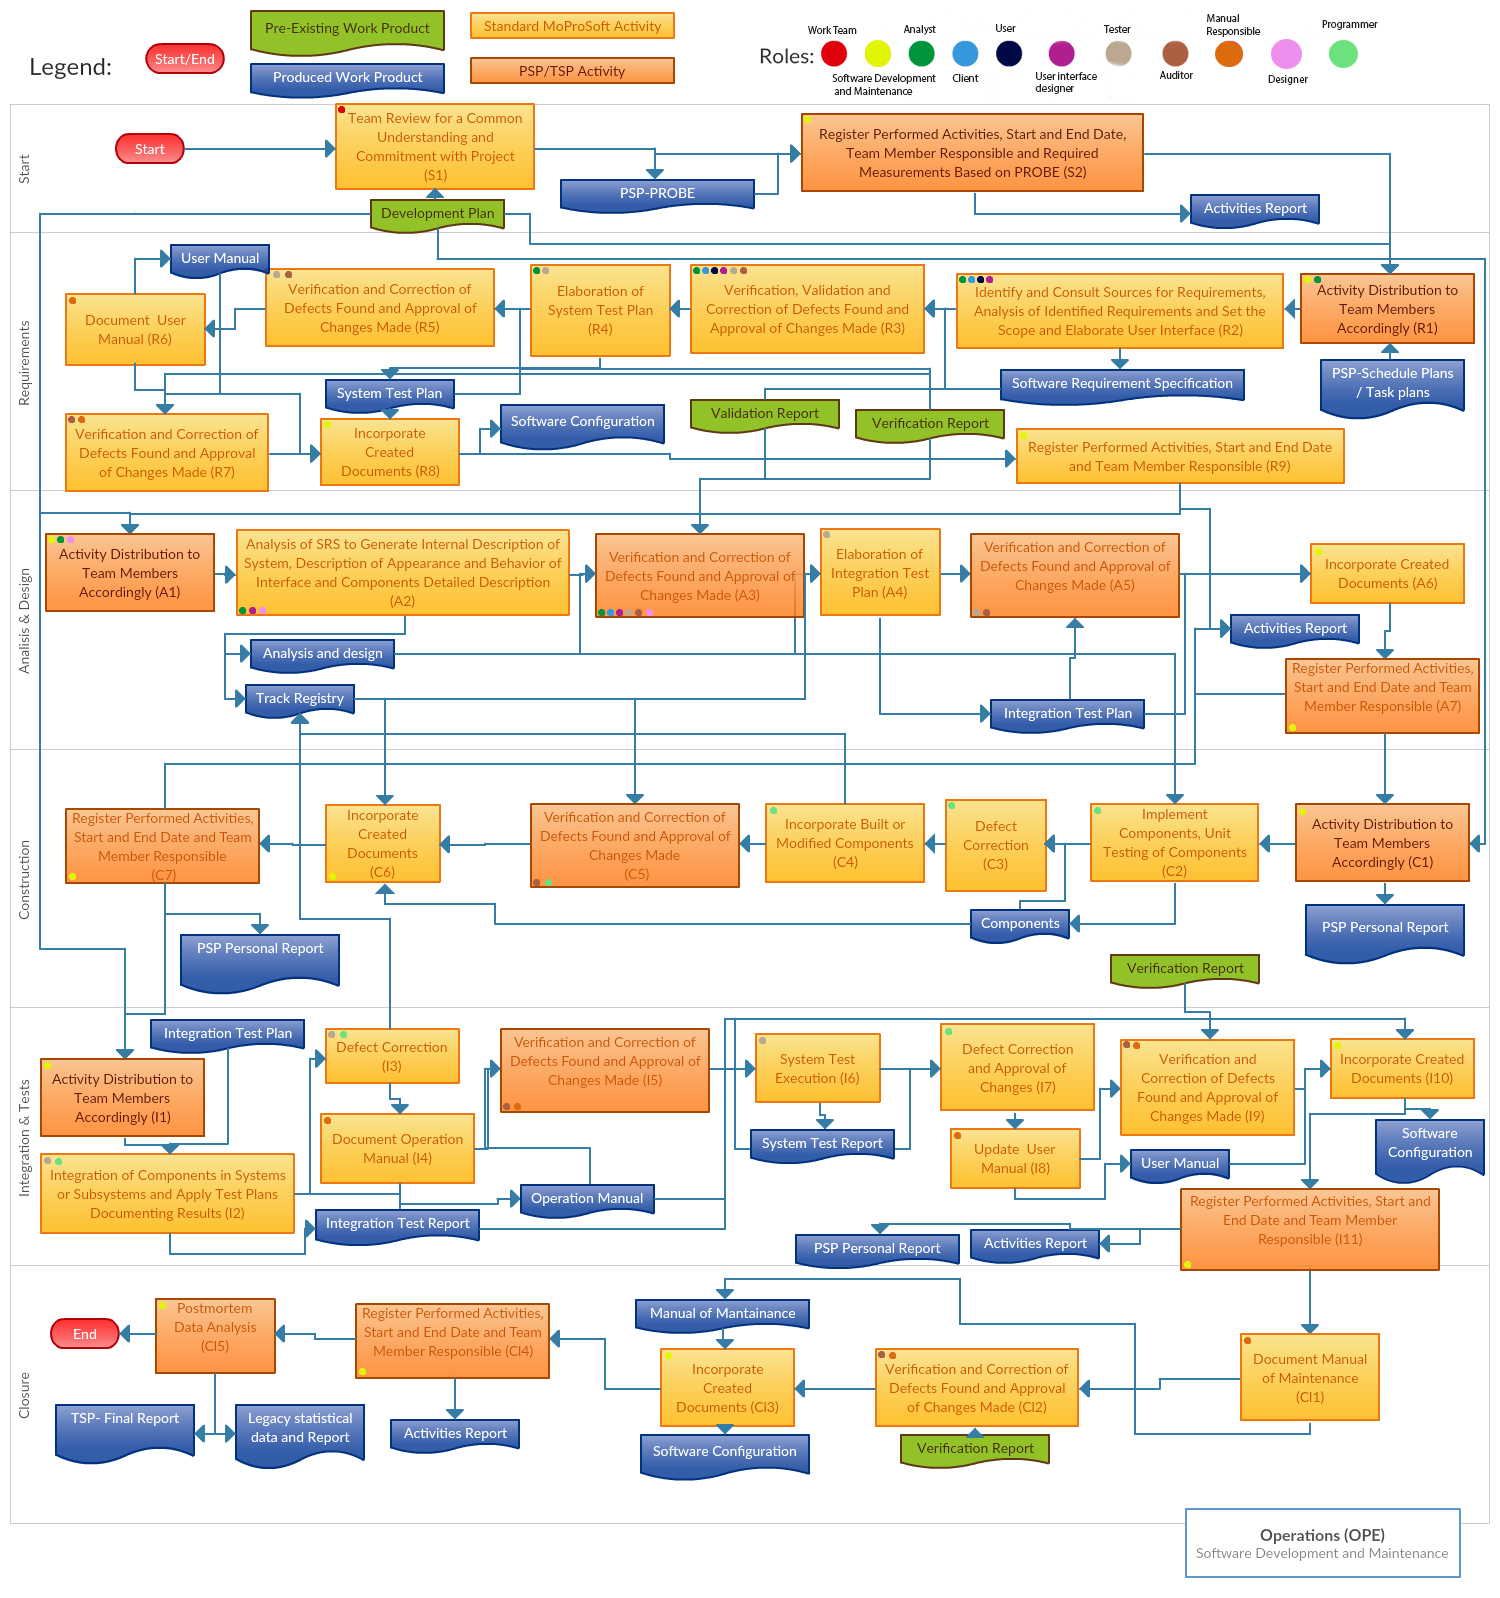 Legend:
Start/End
Pre-Existing Work Product
Produced Work Product
Standard MoProSoft Activity
PSP/TSP Activity
Roles:
Work Team
Software Development
and Maintenance
Analyst
Client
User
User interface
designer
Tester
Auditor
Manual
Responsible
Designer
Programmer
Start
Start
Team Review for a Common
Understanding and
Commitment with Project
(S1)
PSP-PROBE
Register Performed Activities, Start and End Date,
Team Member Responsible and Required
Measurements Based on PROBE (S2)
Activities Report
Development Plan
Requirements
User Manual
Document  User
Manual (R6)
Verification and Correction of
Defects Found and Approval of
Changes Made (R5)
Elaboration of
System Test Plan
(R4)
Verification, Validation and
Correction of Defects Found and
Approval of Changes Made (R3)
Identify and Consult Sources for Requirements,
Analysis of Identified Requirements and Set the
Scope and Elaborate User Interface (R2)
Activity Distribution to
Team Members
Accordingly (R1)
PSP-Schedule Plans
/ Task plans
System Test Plan
Software Requirement Specification
Validation Report
Verification Report
Software Configuration
Verification and Correction of
Defects Found and Approval
of Changes Made (R7)
Incorporate
Created
Documents (R8)
Register Performed Activities, Start and End Date
and Team Member Responsible (R9)
Analisis & Design
Activity Distribution to
Team Members
Accordingly (A1)
Analysis of SRS to Generate Internal Description of
System, Description of Appearance and Behavior of
Interface and Components Detailed Description
(A2)
Verification and Correction of
Defects Found and Approval of
Changes Made (A3)
Elaboration of
Integration Test
Plan (A4)
Verification and Correction of
Defects Found and Approval of
Changes Made (A5)
Incorporate Created
Documents (A6)
Activities Report
Analysis and design
Track Registry
Integration Test Plan
Register Performed Activities,
Start and End Date and Team
Member Responsible (A7)
Construction
Register Performed Activities,
Start and End Date and Team
Member Responsible
(C7)
Incorporate
Created
Documents
(C6)
Verification and Correction of
Defects Found and Approval of
Changes Made
(C5)
Incorporate Built or
Modified Components
(C4)
Defect
Correction
(C3)
Implement
Components, Unit
Testing of Components
(C2)
Activity Distribution to
Team Members
Accordingly (C1)
PSP Personal Report
Components
PSP Personal Report
Verification Report
Integration & Tests
Integration Test Plan
Activity Distribution to
Team Members
Accordingly (I1)
Defect Correction
(I3)
Verification and Correction of
Defects Found and Approval of
Changes Made (I5)
System Test
Execution (I6)
Defect Correction
and Approval of
Changes (I7)
Verification and
Correction of Defects
Found and Approval of
Changes Made (I9)
Incorporate Created
Documents (I10)
Document Operation
Manual (I4)
System Test Report
Update  User
Manual (I8)
User Manual
Software
Configuration
Integration of Components in Systems
or Subsystems and Apply Test Plans
Documenting Results (I2)
Integration Test Report
Operation Manual
Register Performed Activities, Start and
End Date and Team Member
Responsible (I11)
PSP Personal Report
Activities Report
Closure
End
Postmortem
Data Analysis
(Cl5)
Register Performed Activities,
Start and End Date and Team
Member Responsible (Cl4)
Manual of Mantainance
Incorporate
Created
Documents (Cl3)
Verification and Correction of
Defects Found and Approval
of Changes Made (Cl2)
Document Manual
of Maintenance
(Cl1)
TSP- Final Report
Legacy statistical
data and Report
Activities Report
Software Configuration
Verification Report
Operations (OPE)
Software Development and Maintenance